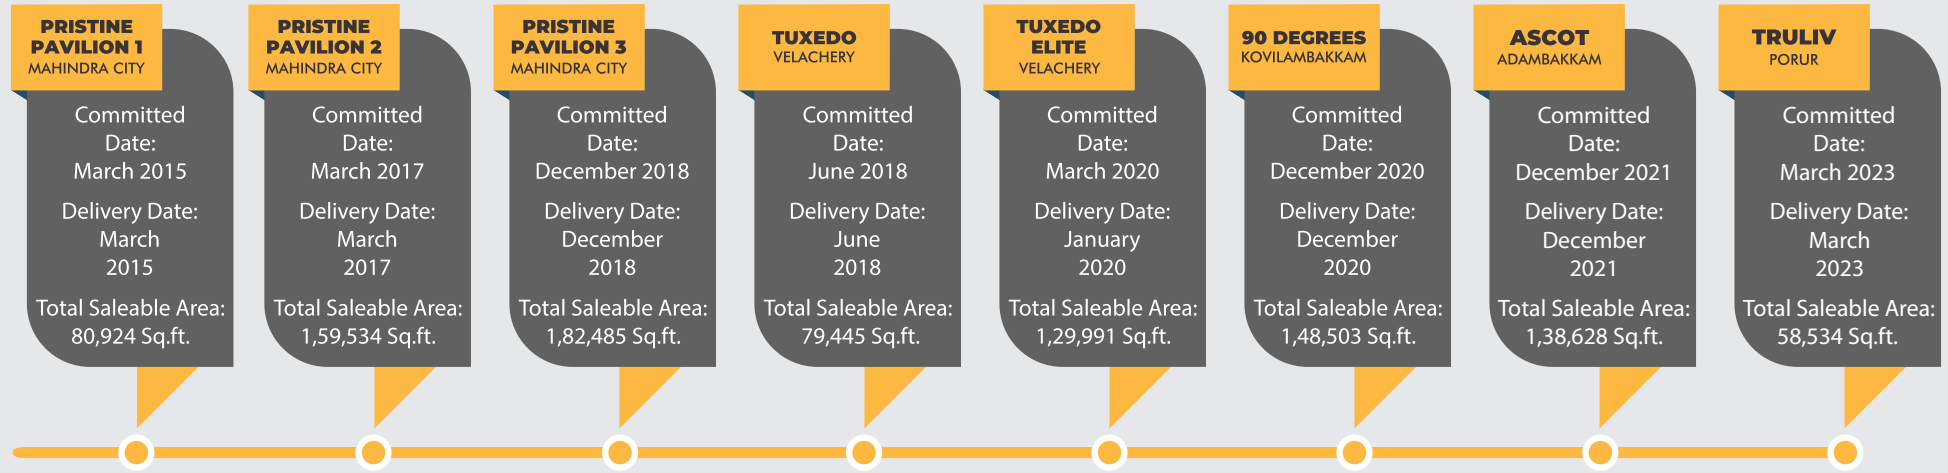 PRISTINE
PAVILION 1
MAHINDRA CITY
Committed
Date:
March 2015
Delivery Date:
March
2015
Total Saleable Area:
80,924 Sq.ft.
PRISTINE
PAVILION 2
MAHINDRA CITY
Committed
Date:
March 2017
Delivery Date:
March
2017
Total Saleable Area:
1,59,534 Sq.ft.
PRISTINE
PAVILION 3
MAHINDRA CITY
Committed
Date:
December 2018
Delivery Date:
December
2018
Total Saleable Area:
1,82,485 Sq.ft.
TUXEDO
VELACHERY
Committed
Date:
June 2018
Delivery Date:
June
2018
Total Saleable Area:
79,445 Sq.ft.
TUXEDO
ELITE
VELACHERY
Committed
Date:
March 2020
Delivery Date:
January
2020
Total Saleable Area:
1,29,991 Sq.ft.
90 DEGREES
KOVILAMBAKKAM
Committed
Date:
December 2020
Delivery Date:
December
2020
Total Saleable Area:
1,48,503 Sq.ft.
ASCOT
ADAMBAKKAM
Committed
Date:
December 2021
Delivery Date:
December
2021
Total Saleable Area:
1,38,628 Sq.ft.
TRULIV
PORUR
Committed
Date:
March 2023
Delivery Date:
March
2023
Total Saleable Area:
58,534 Sq.ft.